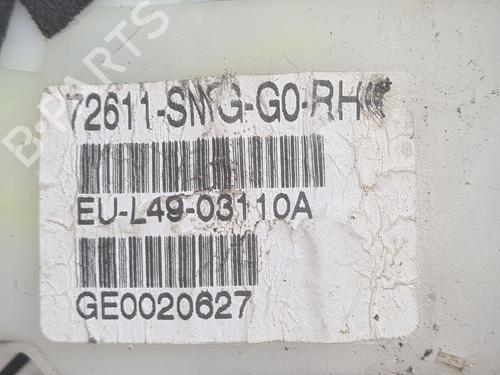 72611-SMG-G0-RH
EU-L49-03110A
GE0020627
B-PARTS